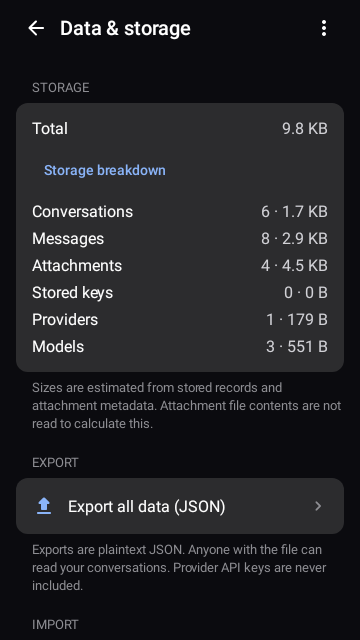 Data & storage
STORAGE
Total 9.8 KB
Storage breakdown
Conversations 6 · 1.7 KB
Messages 8 · 2.9 KB
Attachments 4 · 4.5 KB
Stored keys 0 · 0 B
Providers 1 · 179 B
Models 3 · 551 B
Sizes are estimated from stored records and
attachment metadata. Attachment file contents are not
read to calculate this.
EXPORT
Export all data (JSON)
Exports are plaintext JSON. Anyone with the file can
read your conversations. Provider API keys are never
included.
IMPORT